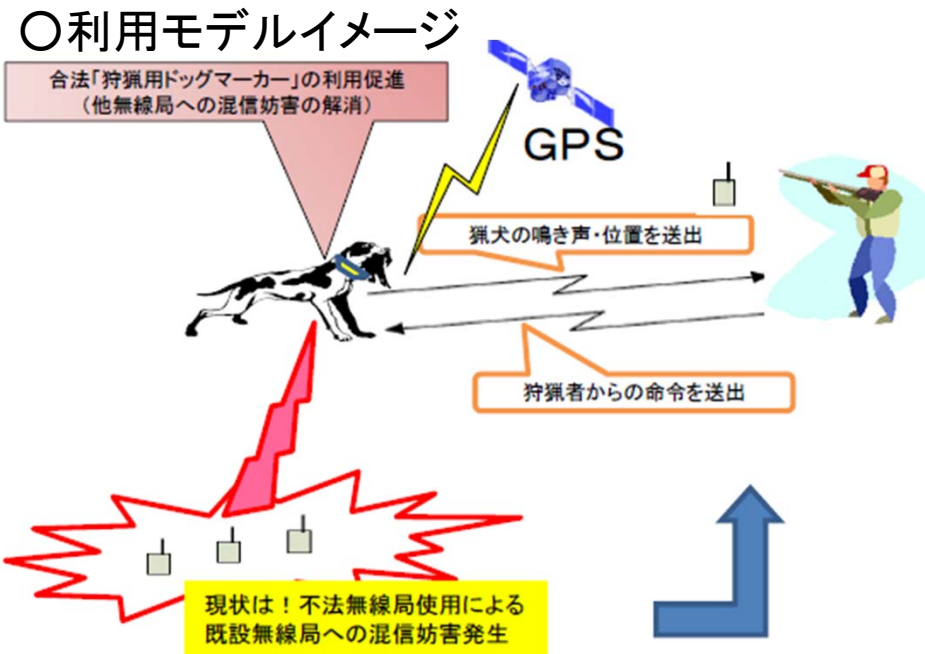 〇利用モデルイメージ
合法「狩猟用ドッグマーカー」の利用促進
(他無線局への混信妨害の解消)
GPS
猟犬の鳴き声・位置を送出
狩猟者からの命令を送出
現状は！不法無線局使用による
既設無線局への混信妨害発生